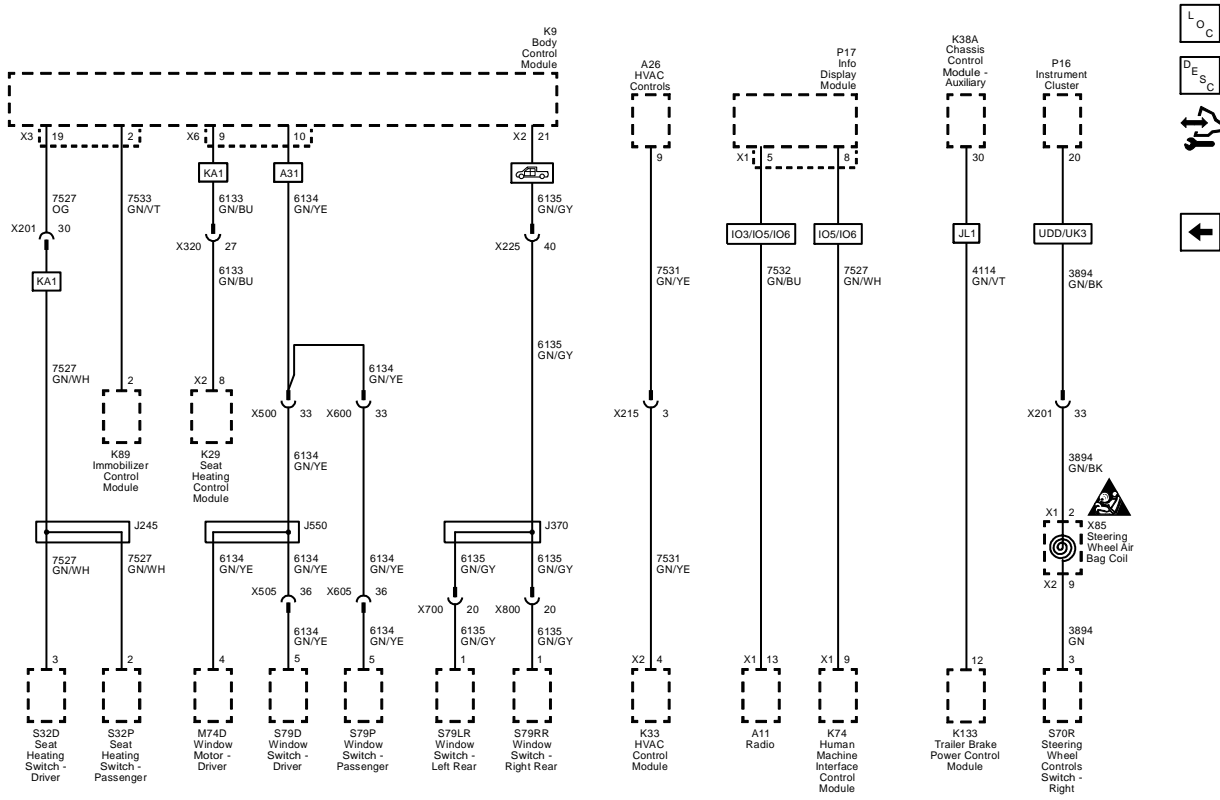 K9
Body
Control
Module
A26
HVAC
Controls
P17
Info
Display
Module
K38A
Chassis
Control
Module -
Auxiliary
P16
Instrument
Cluster
L O C
D E S C
X3 19
2
X6 9
10
X2 21
9
X1 5
8
30
20
KA1
A31
7527
OG
7533
GN/VT
6133
GN/BU
6134
GN/YE
6135
GN/GY
X201 30
X320 27
X225 40
IO3/IO5/IO6
IO5/IO6
JL1
UDD/UK3
KA1
6133
GN/BU
7531
GN/YE
7532
GN/BU
7527
GN/WH
4114
GN/VT
3894
GN/BK
7527
GN/WH
6134
GN/YE
6135
GN/GY
2
X2 8
X500 33
X600 33
X215 3
X201 33
K89
Immobilizer
Control
Module
K29
Seat
Heating
Control
Module
6134
GN/YE
3894
GN/BK
J245
J550
J370
X1 2
X85
Steering
Wheel Air
Bag Coil
X2 9
7527
GN/WH
7527
GN/WH
6134
GN/YE
6134
GN/YE
6134
GN/YE
6135
GN/GY
6135
GN/GY
7531
GN/YE
X505 36
X605 36
X700 20
X800 20
6134
GN/YE
6134
GN/YE
6135
GN/GY
6135
GN/GY
3894
GN
3
2
4
5
5
1
1
X2 4
X1 13
X1 9
12
3
S32D
Seat
Heating
Switch -
Driver
S32P
Seat
Heating
Switch -
Passenger
M74D
Window
Motor -
Driver
S79D
Window
Switch -
Driver
S79P
Window
Switch -
Passenger
S79LR
Window
Switch -
Left Rear
S79RR
Window
Switch -
Right Rear
K33
HVAC
Control
Module
A11
Radio
K74
Human
Machine
Interface
Control
Module
K133
Trailer Brake
Power Control
Module
S70R
Steering
Wheel
Controls
Switch -
Right